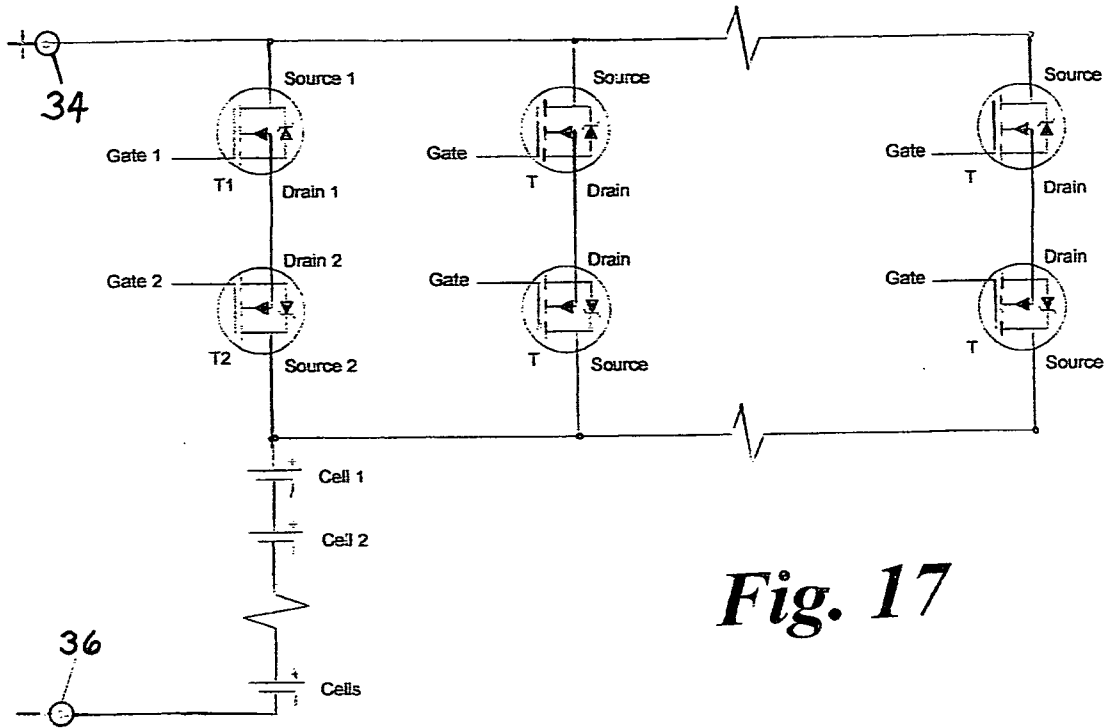 +
34
Source 1
Source
Source
Gate 1
Gate
Gate
T1
T
T
Drain 1
Drain
Drain
Drain 2
Drain
Drain
Gate 2
Gate
Gate
T2
T
T
Source 2
Source
Source
+
Cell 1
+
Cell 2
Fig. 17
36
+
Cells
-